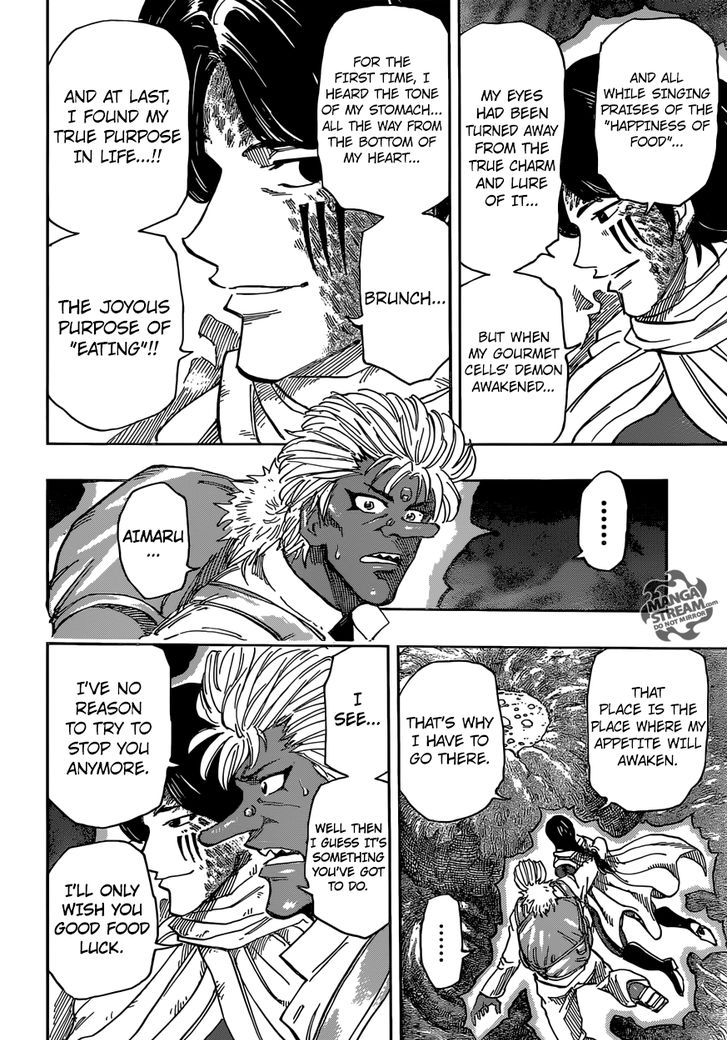 AND ALL
WHILE SINGING
PRAISES OF THE
"HAPPINESS OF
FOOD"...
MY EYES
HAD BEEN
TURNED AWAY
FROM THE
TRUE CHARM
AND LURE
OF IT...
BUT WHEN
MY GOURMET
CELLS' DEMON
AWAKENED...
FOR THE
FIRST TIME, I
HEARD THE TONE
OF MY STOMACH...
ALL THE WAY FROM
THE BOTTOM OF
MY HEART...
BRUNCH...
AND AT LAST,
I FOUND MY
TRUE PURPOSE
IN LIFE...!!
THE JOYOUS
PURPOSE OF
"EATING"!!
......
AIMARU
...
MANGA
STREAM.com
DO NOT MIRROR
THAT
PLACE IS THE
PLACE WHERE MY
APPETITE WILL
AWAKEN.
THAT'S WHY
I HAVE TO
GO THERE.
......
I
SEE...
WELL THEN
I GUESS IT'S
SOMETHING
YOU'VE GOT
TO DO.
I'VE NO
REASON
TO TRY TO
STOP YOU
ANYMORE.
I'LL ONLY
WISH YOU
GOOD FOOD
LUCK.